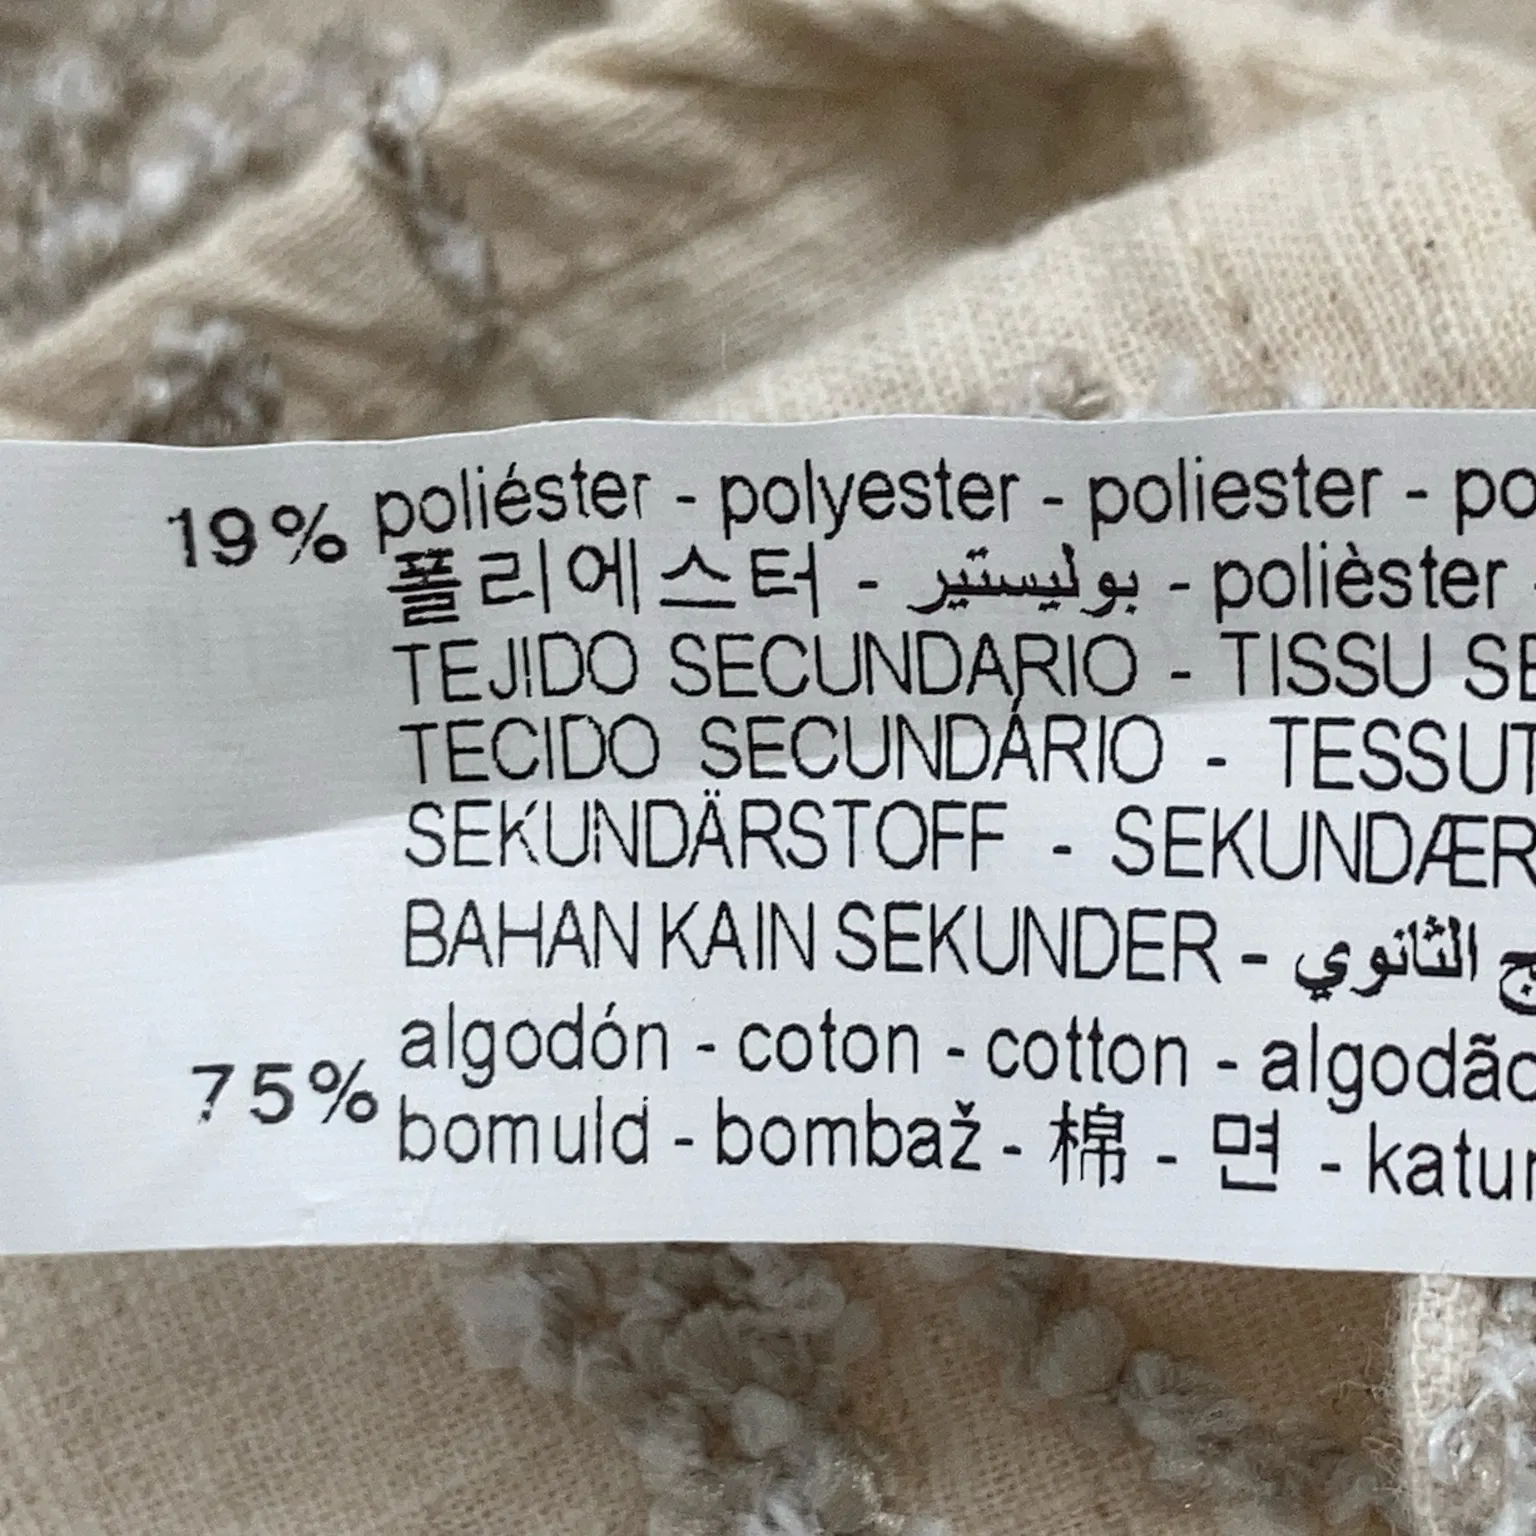 19% poliéster - polyester - poliester - po
폴리에스터 - بوليستير - polièster -
TEJIDO SECUNDARIO - TISSU SE
TECIDO SECUNDÁRIO - TESSUT
SEKUNDÄRSTOFF - SEKUNDÆR
BAHAN KAIN SEKUNDER - ج الثانوي
75% algodón - coton - cotton - algodão
bomuld - bombaž - 棉 - 면 - katun